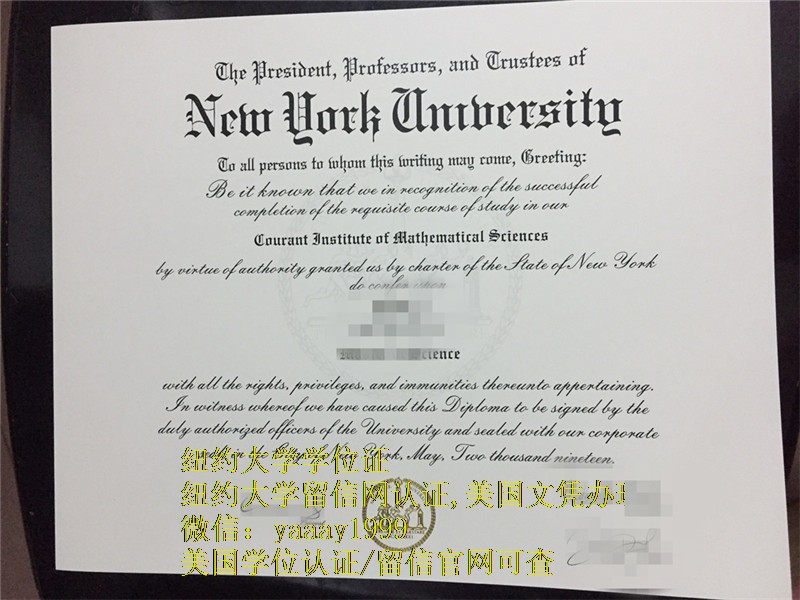 The President, Professors, and Trustees of
New York University
To all persons to whom this writing may come, Greeting:
Be it known that we in recognition of the successful
completion of the requisite course of study in our
Courant Institute of Mathematical Sciences
by virtue of authority granted us by charter of the State of New York
do confer upon
Science
with all the rights, privileges, and immunities thereunto appertaining.
In witness whereof we have caused this Diploma to be signed by the
duly authorized officers of the University and sealed with our corporate
New York, May, Two thousand nineteen.
纽约大学学位证
纽约大学留信网认证,美国文凭办
微信：yaaay1999
美国学位认证/留信官网可查